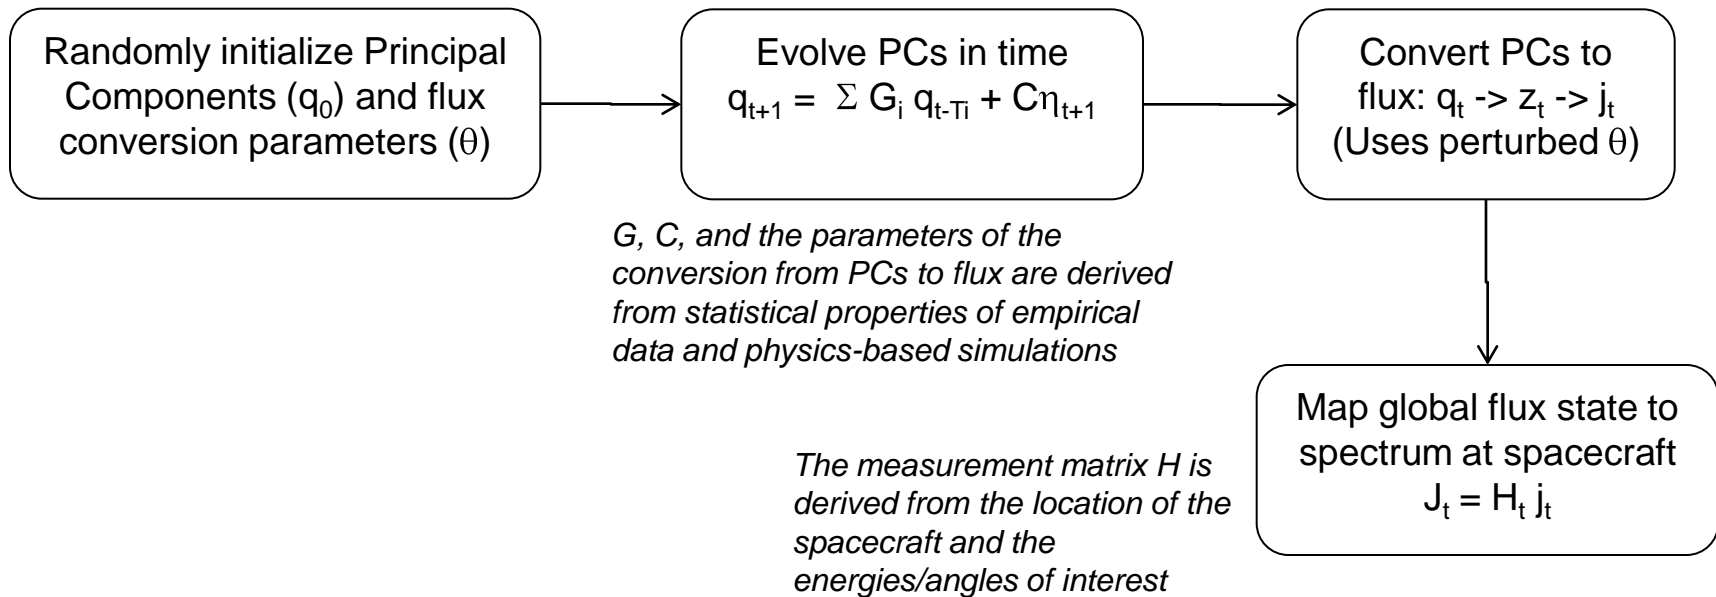 Randomly initialize Principal
Components (q₀) and flux
conversion parameters (θ)
Evolve PCs in time
qₜ₊₁ = Σ Gᵢ qₜ₋Tᵢ + Cηₜ₊₁
Convert PCs to
flux: qₜ -> zₜ -> jₜ
(Uses perturbed θ)
G, C, and the parameters of the
conversion from PCs to flux are derived
from statistical properties of empirical
data and physics-based simulations
Map global flux state to
spectrum at spacecraft
Jₜ = Hₜ jₜ
The measurement matrix H is
derived from the location of the
spacecraft and the
energies/angles of interest